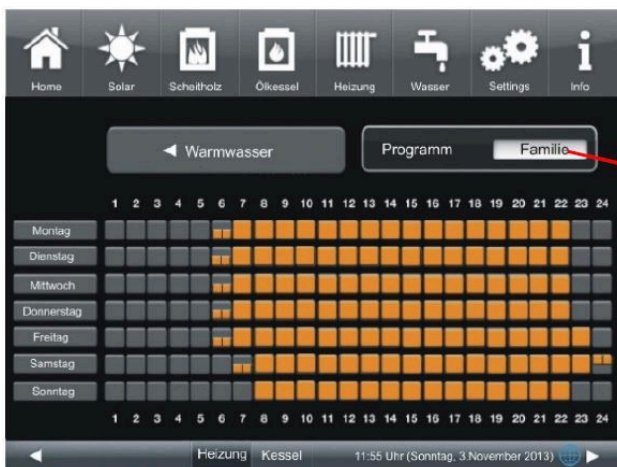 Home Solar Scheitholz Ölkessel Heizung Wasser Settings Info
◄ Warmwasser Programm Familie
1 2 3 4 5 6 7 8 9 10 11 12 13 14 15 16 17 18 19 20 21 22 23 24
Montag
Dienstag
Mittwoch
Donnerstag
Freitag
Samstag
Sonntag
1 2 3 4 5 6 7 8 9 10 11 12 13 14 15 16 17 18 19 20 21 22 23 24
Heizung Kessel 11:55 Uhr (Sonntag, 3.November 2013)